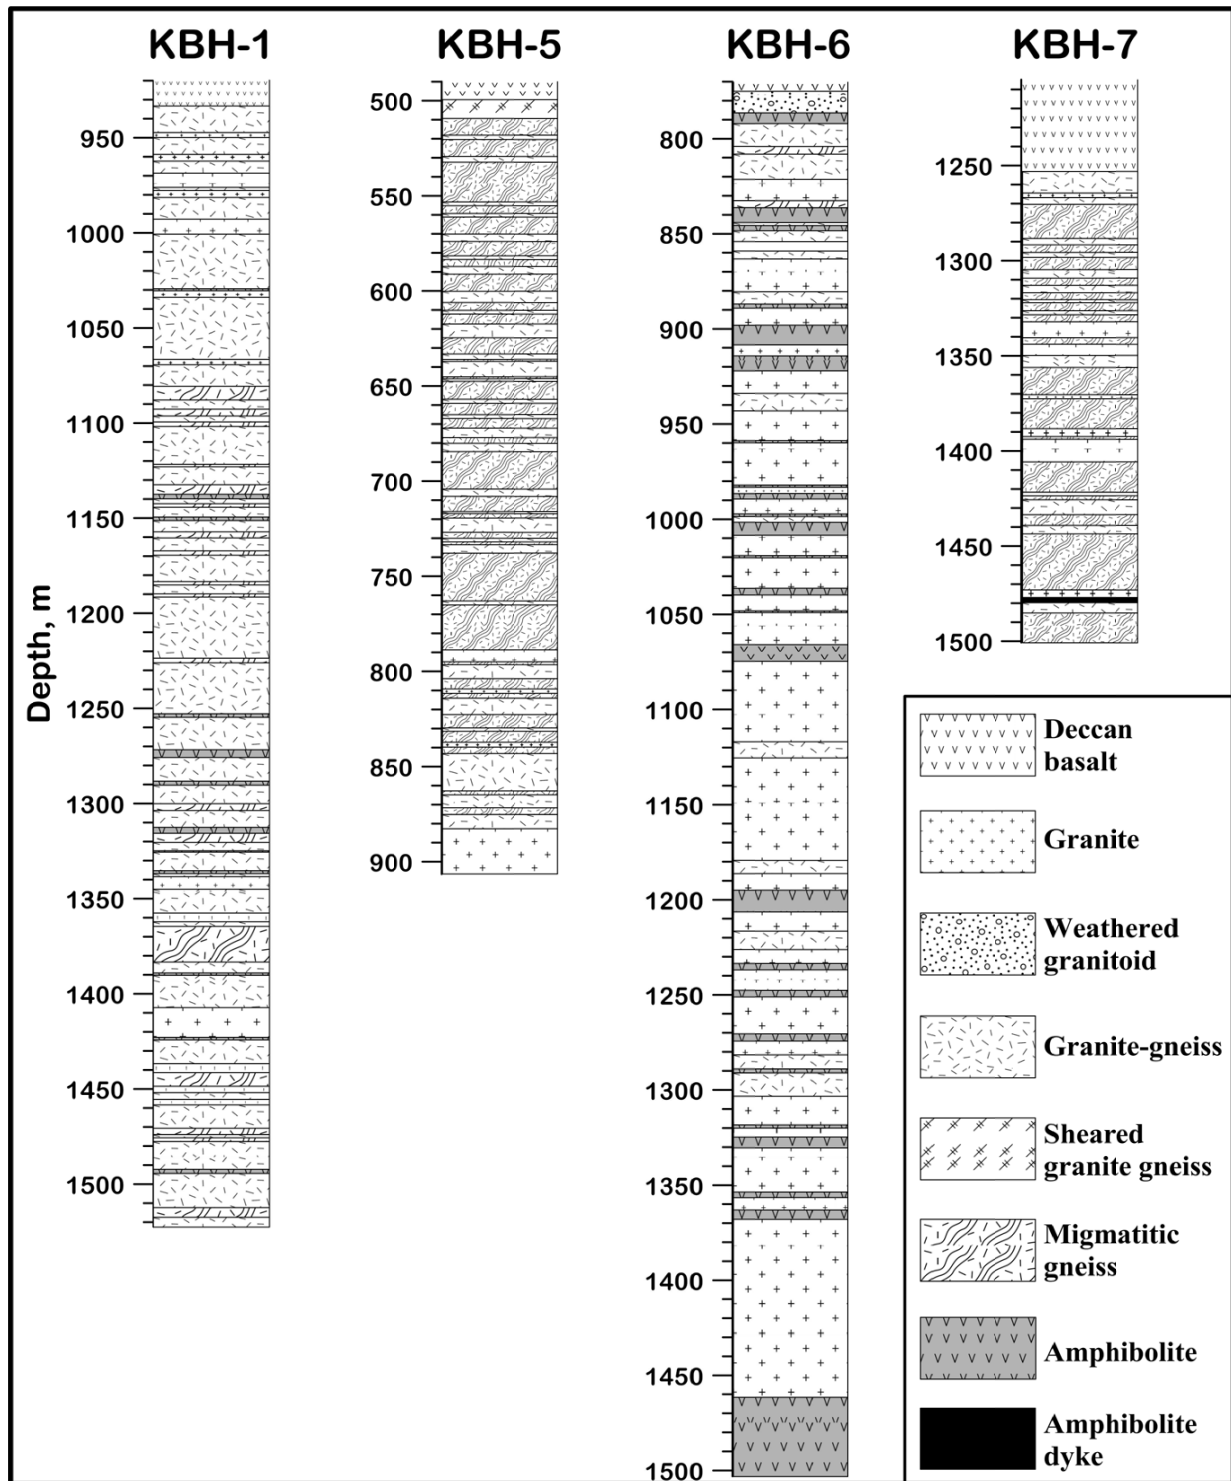 KBH-1 KBH-5 KBH-6 KBH-7
Depth, m
950
1000
1050
1100
1150
1200
1250
1300
1350
1400
1450
1500
500
550
600
650
700
750
800
850
900
800
850
900
950
1000
1050
1100
1150
1200
1250
1300
1350
1400
1450
1500
1250
1300
1350
1400
1450
1500
Deccan
basalt
Granite
Weathered
granitoid
Granite-gneiss
Sheared
granite gneiss
Migmatitic
gneiss
Amphibolite
Amphibolite
dyke